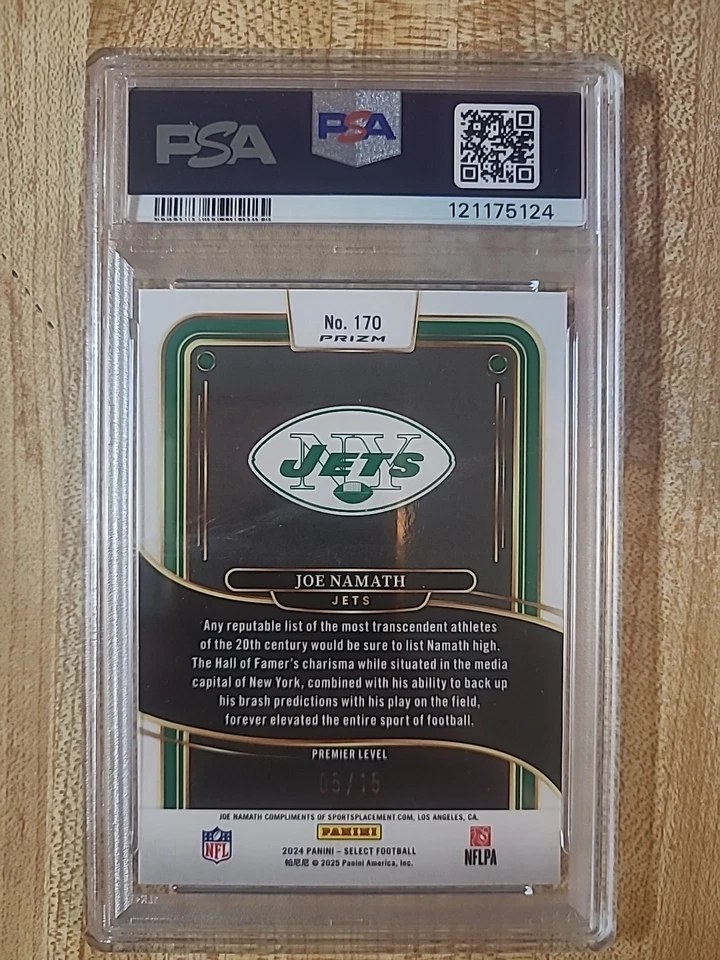 PSA
PSA
121175124
No. 170
PRIZM
NY
JETS
JOE NAMATH
JETS
Any reputable list of the most transcendent athletes
of the 20th century would be sure to list Namath high.
The Hall of Famer's charisma while situated in the media
capital of New York, combined with his ability to back up
his brash predictions with his play on the field,
forever elevated the entire sport of football.
PREMIER LEVEL
05/15
JOE NAMATH COMPLIMENTS OF SPORTSPLACEMENT.COM, LOS ANGELES, CA.
NFL
PANINI
NFLPA
2024 PANINI – SELECT FOOTBALL
帕尼尼 © 2025 Panini America, Inc.